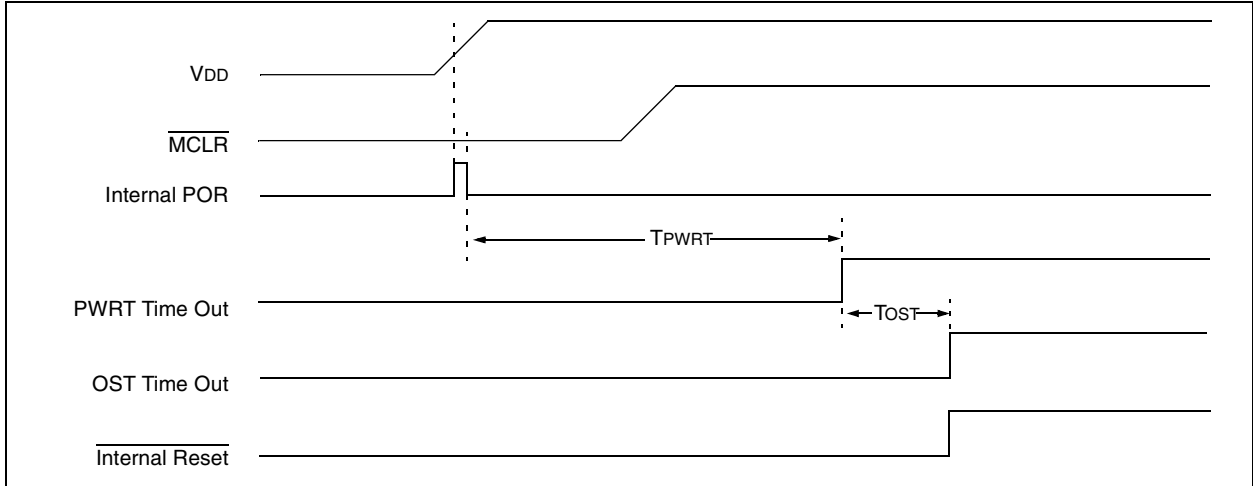 VDD
MCLR
Internal POR
TPWRT
PWRT Time Out
TOST
OST Time Out
Internal Reset